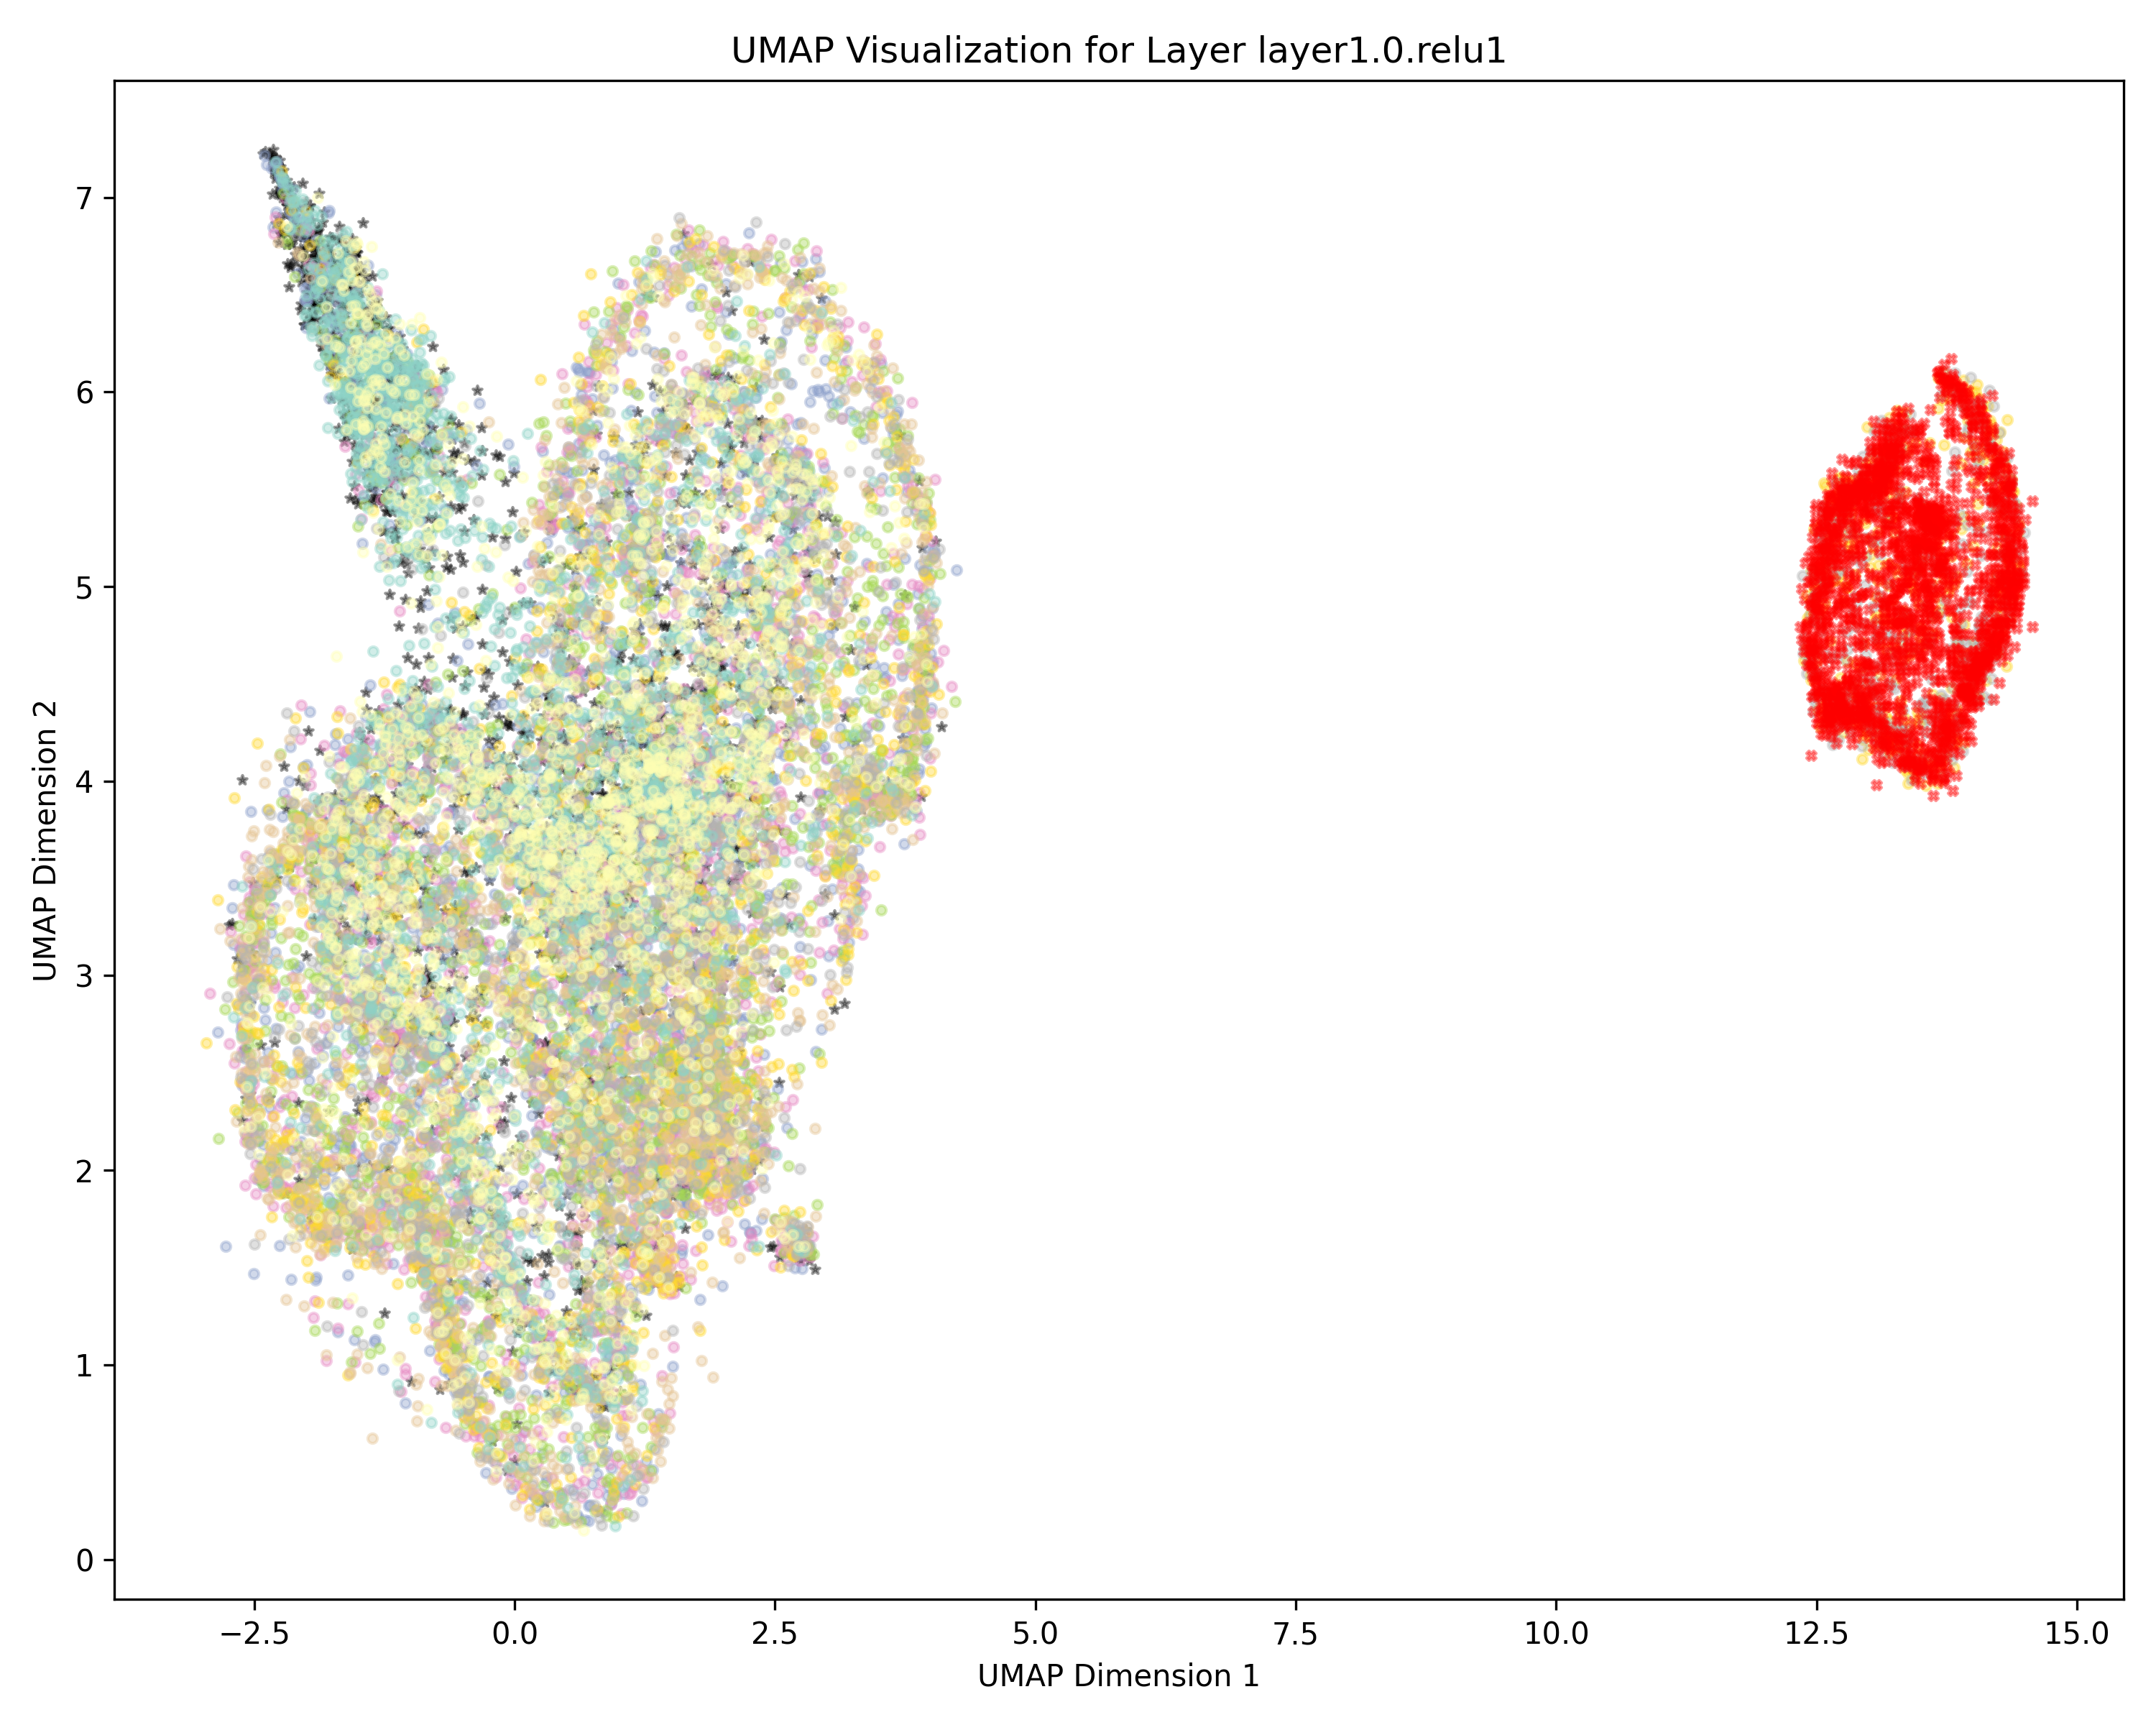 UMAP Visualization for Layer layer1.0.relu1
7
6
5
4
3
2
1
0
UMAP Dimension 2
−2.5 0.0 2.5 5.0 7.5 10.0 12.5 15.0
UMAP Dimension 1